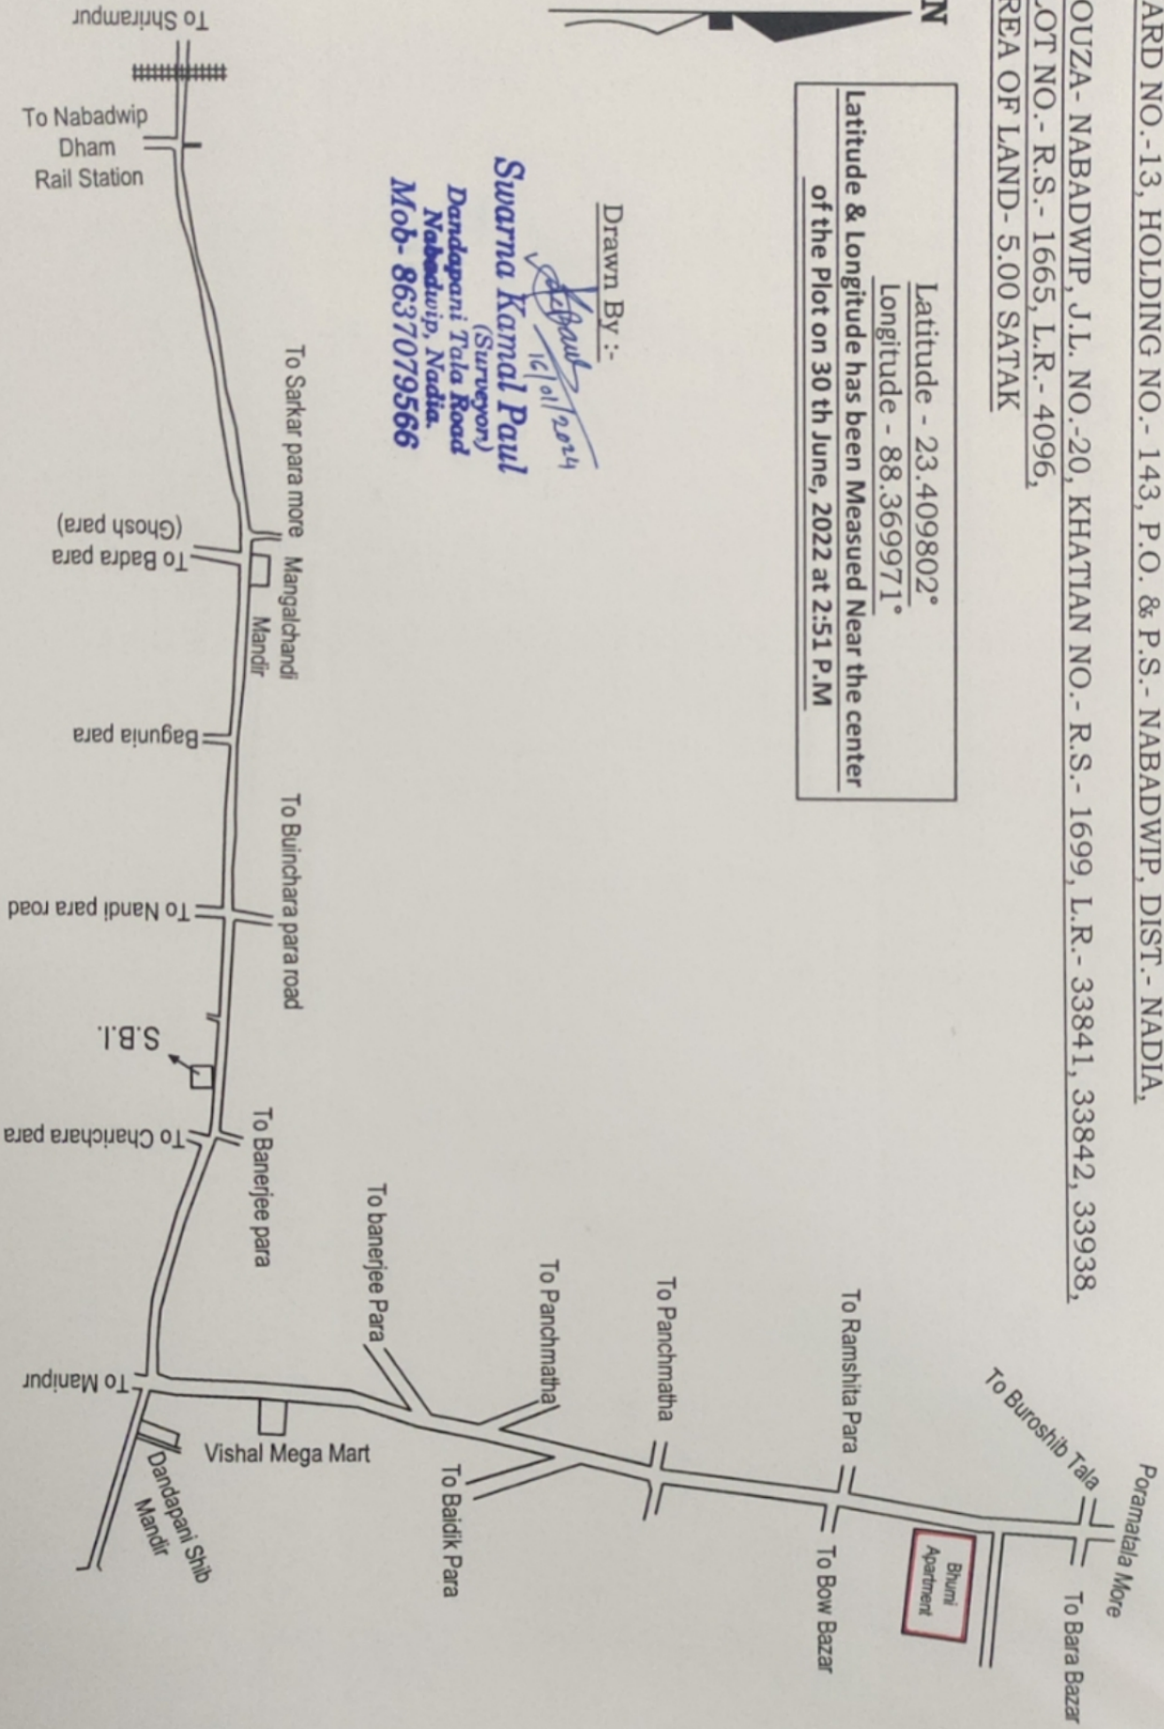 ARD NO.-13, HOLDING NO.- 143, P.O. & P.S.- NABADWIP, DIST.- NADIA,
OUZA- NABADWIP, J.L. NO.-20, KHATIAN NO.- R.S.- 1699, L.R.- 33841, 33842, 33938,
LOT NO.- R.S.- 1665, L.R.- 4096,
REA OF LAND- 5.00 SATAK
N
Latitude - 23.409802°
Longitude - 88.369971°
Latitude & Longitude has been Measued Near the center
of the Plot on 30 th June, 2022 at 2:51 P.M
Drawn By :-
16/01/2024
Swarna Kamal Paul
(Surveyor)
Dandapani Tala Road
Nabadwip, Nadia.
Mob- 8637079566
Poramatala More
To Buroshib Tala
To Bara Bazar
Bhumi
Apartment
To Ramshita Para
To Bow Bazar
To Panchmatha
To Panchmatha
To Baidik Para
To banerjee Para
Vishal Mega Mart
Dandapani Shib
Mandir
To Manipur
To Banerjee para
To Charichara para
S.B.I.
To Buinchara para road
To Nandi para road
Bagunia para
Mangalchandi
Mandir
To Sarkar para more
To Badra para
(Ghosh para)
To Nabadwip
Dham
Rail Station
To Shrirampur